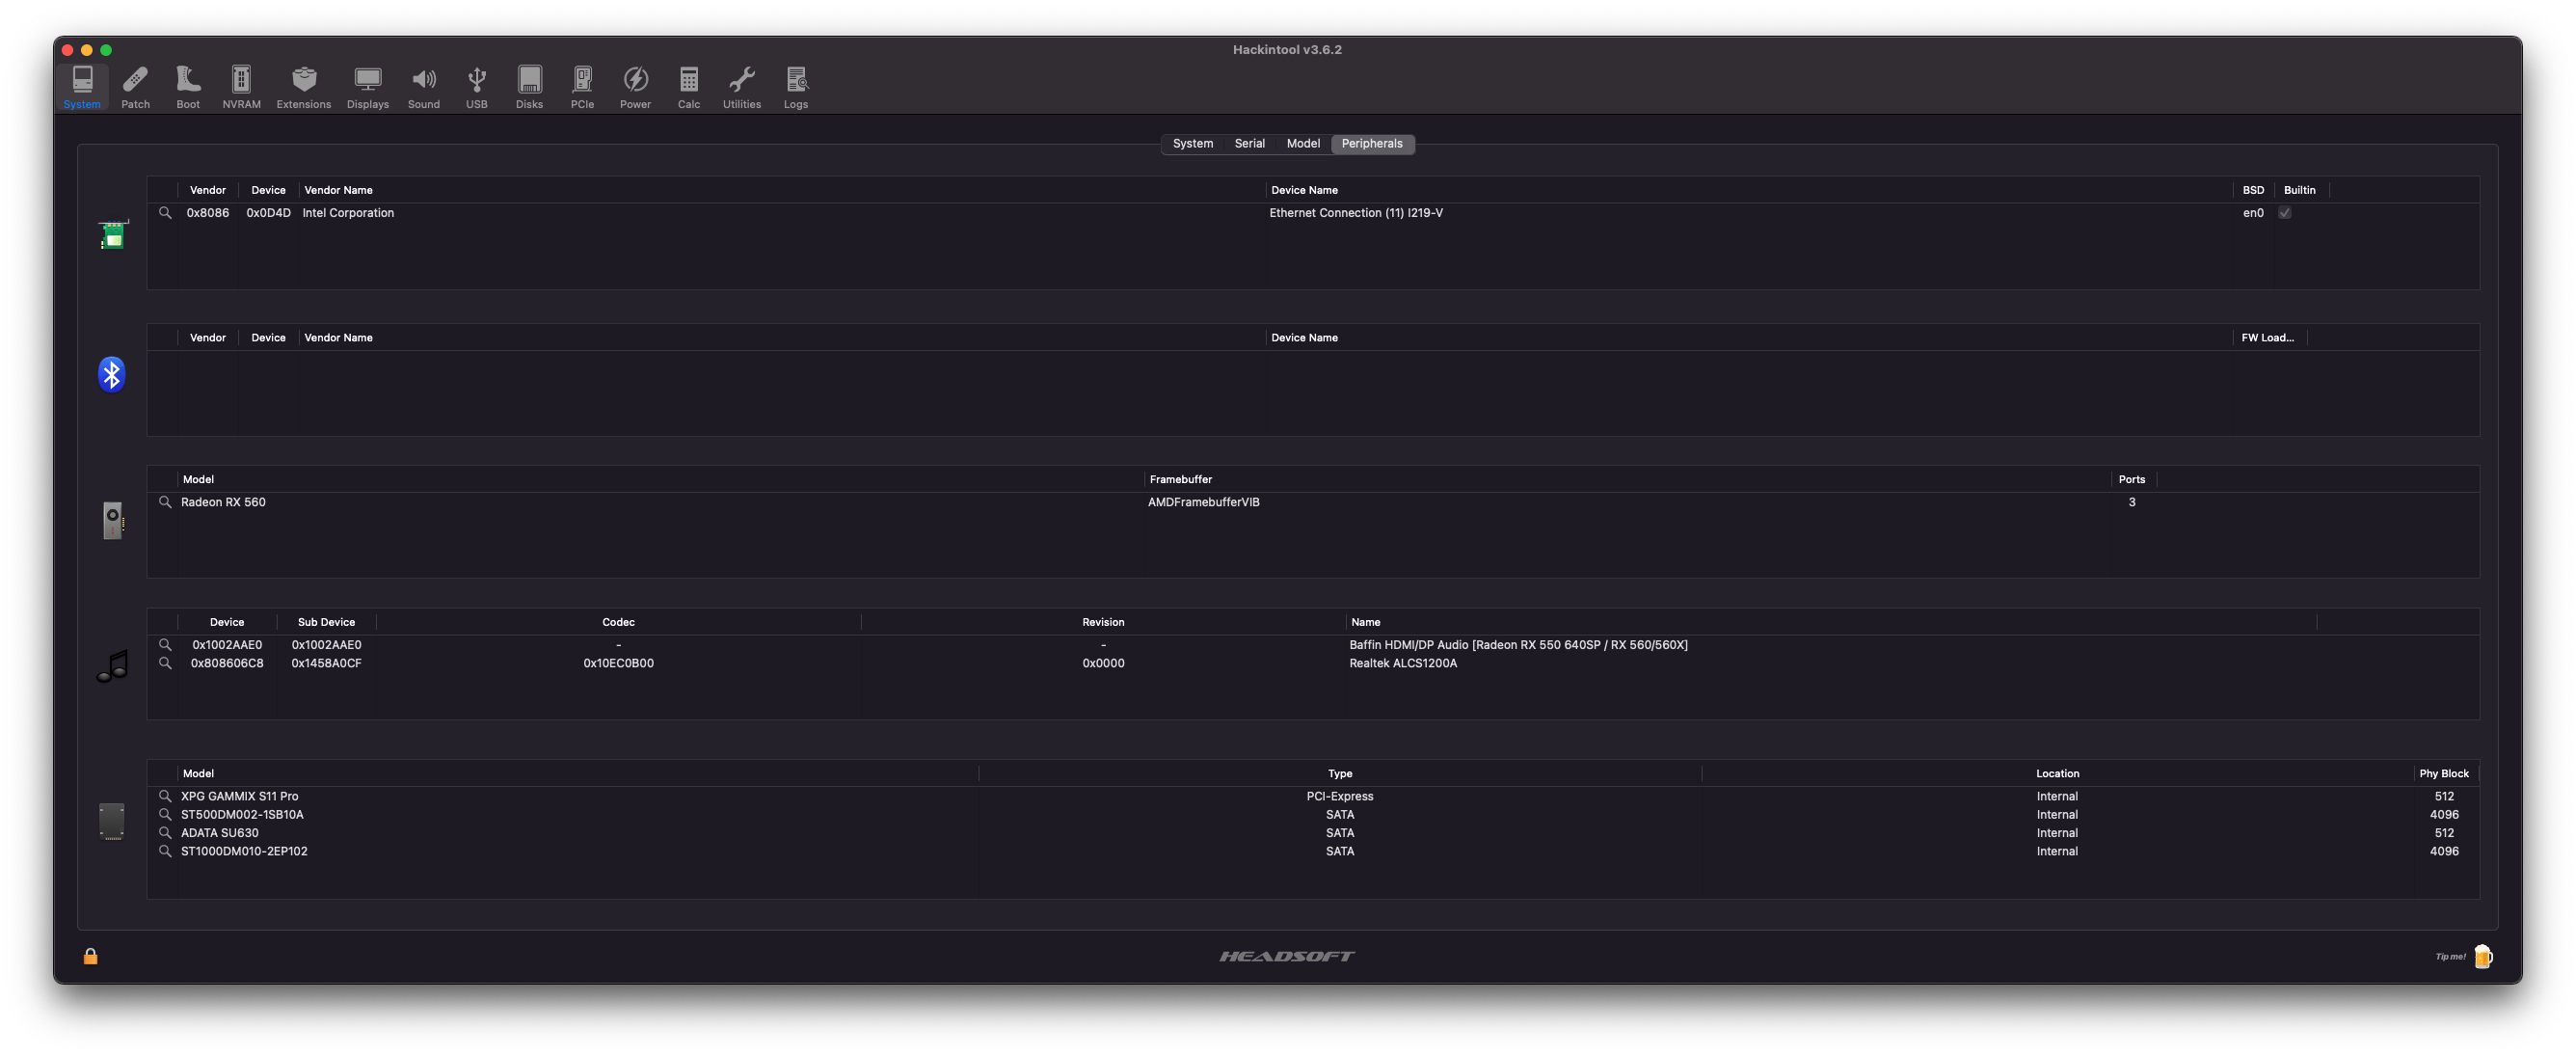 Hackintool v3.6.2
System Patch Boot NVRAM Extensions Displays Sound USB Disks PCIe Power Calc Utilities Logs
System Serial Model Peripherals
Vendor Device Vendor Name Device Name BSD Builtin
0x8086 0x0D4D Intel Corporation Ethernet Connection (11) I219-V en0
Vendor Device Vendor Name Device Name FW Load...
Model Framebuffer Ports
Radeon RX 560 AMDFramebufferVIB 3
Device Sub Device Codec Revision Name
0x1002AAE0 0x1002AAE0 - - Baffin HDMI/DP Audio [Radeon RX 550 640SP / RX 560/560X]
0x808606C8 0x1458A0CF 0x10EC0B00 0x0000 Realtek ALCS1200A
Model Type Location Phy Block
XPG GAMMIX S11 Pro PCI-Express Internal 512
ST500DM002-1SB10A SATA Internal 4096
ADATA SU630 SATA Internal 512
ST1000DM010-2EP102 SATA Internal 4096
HEADSOFT Tip me!